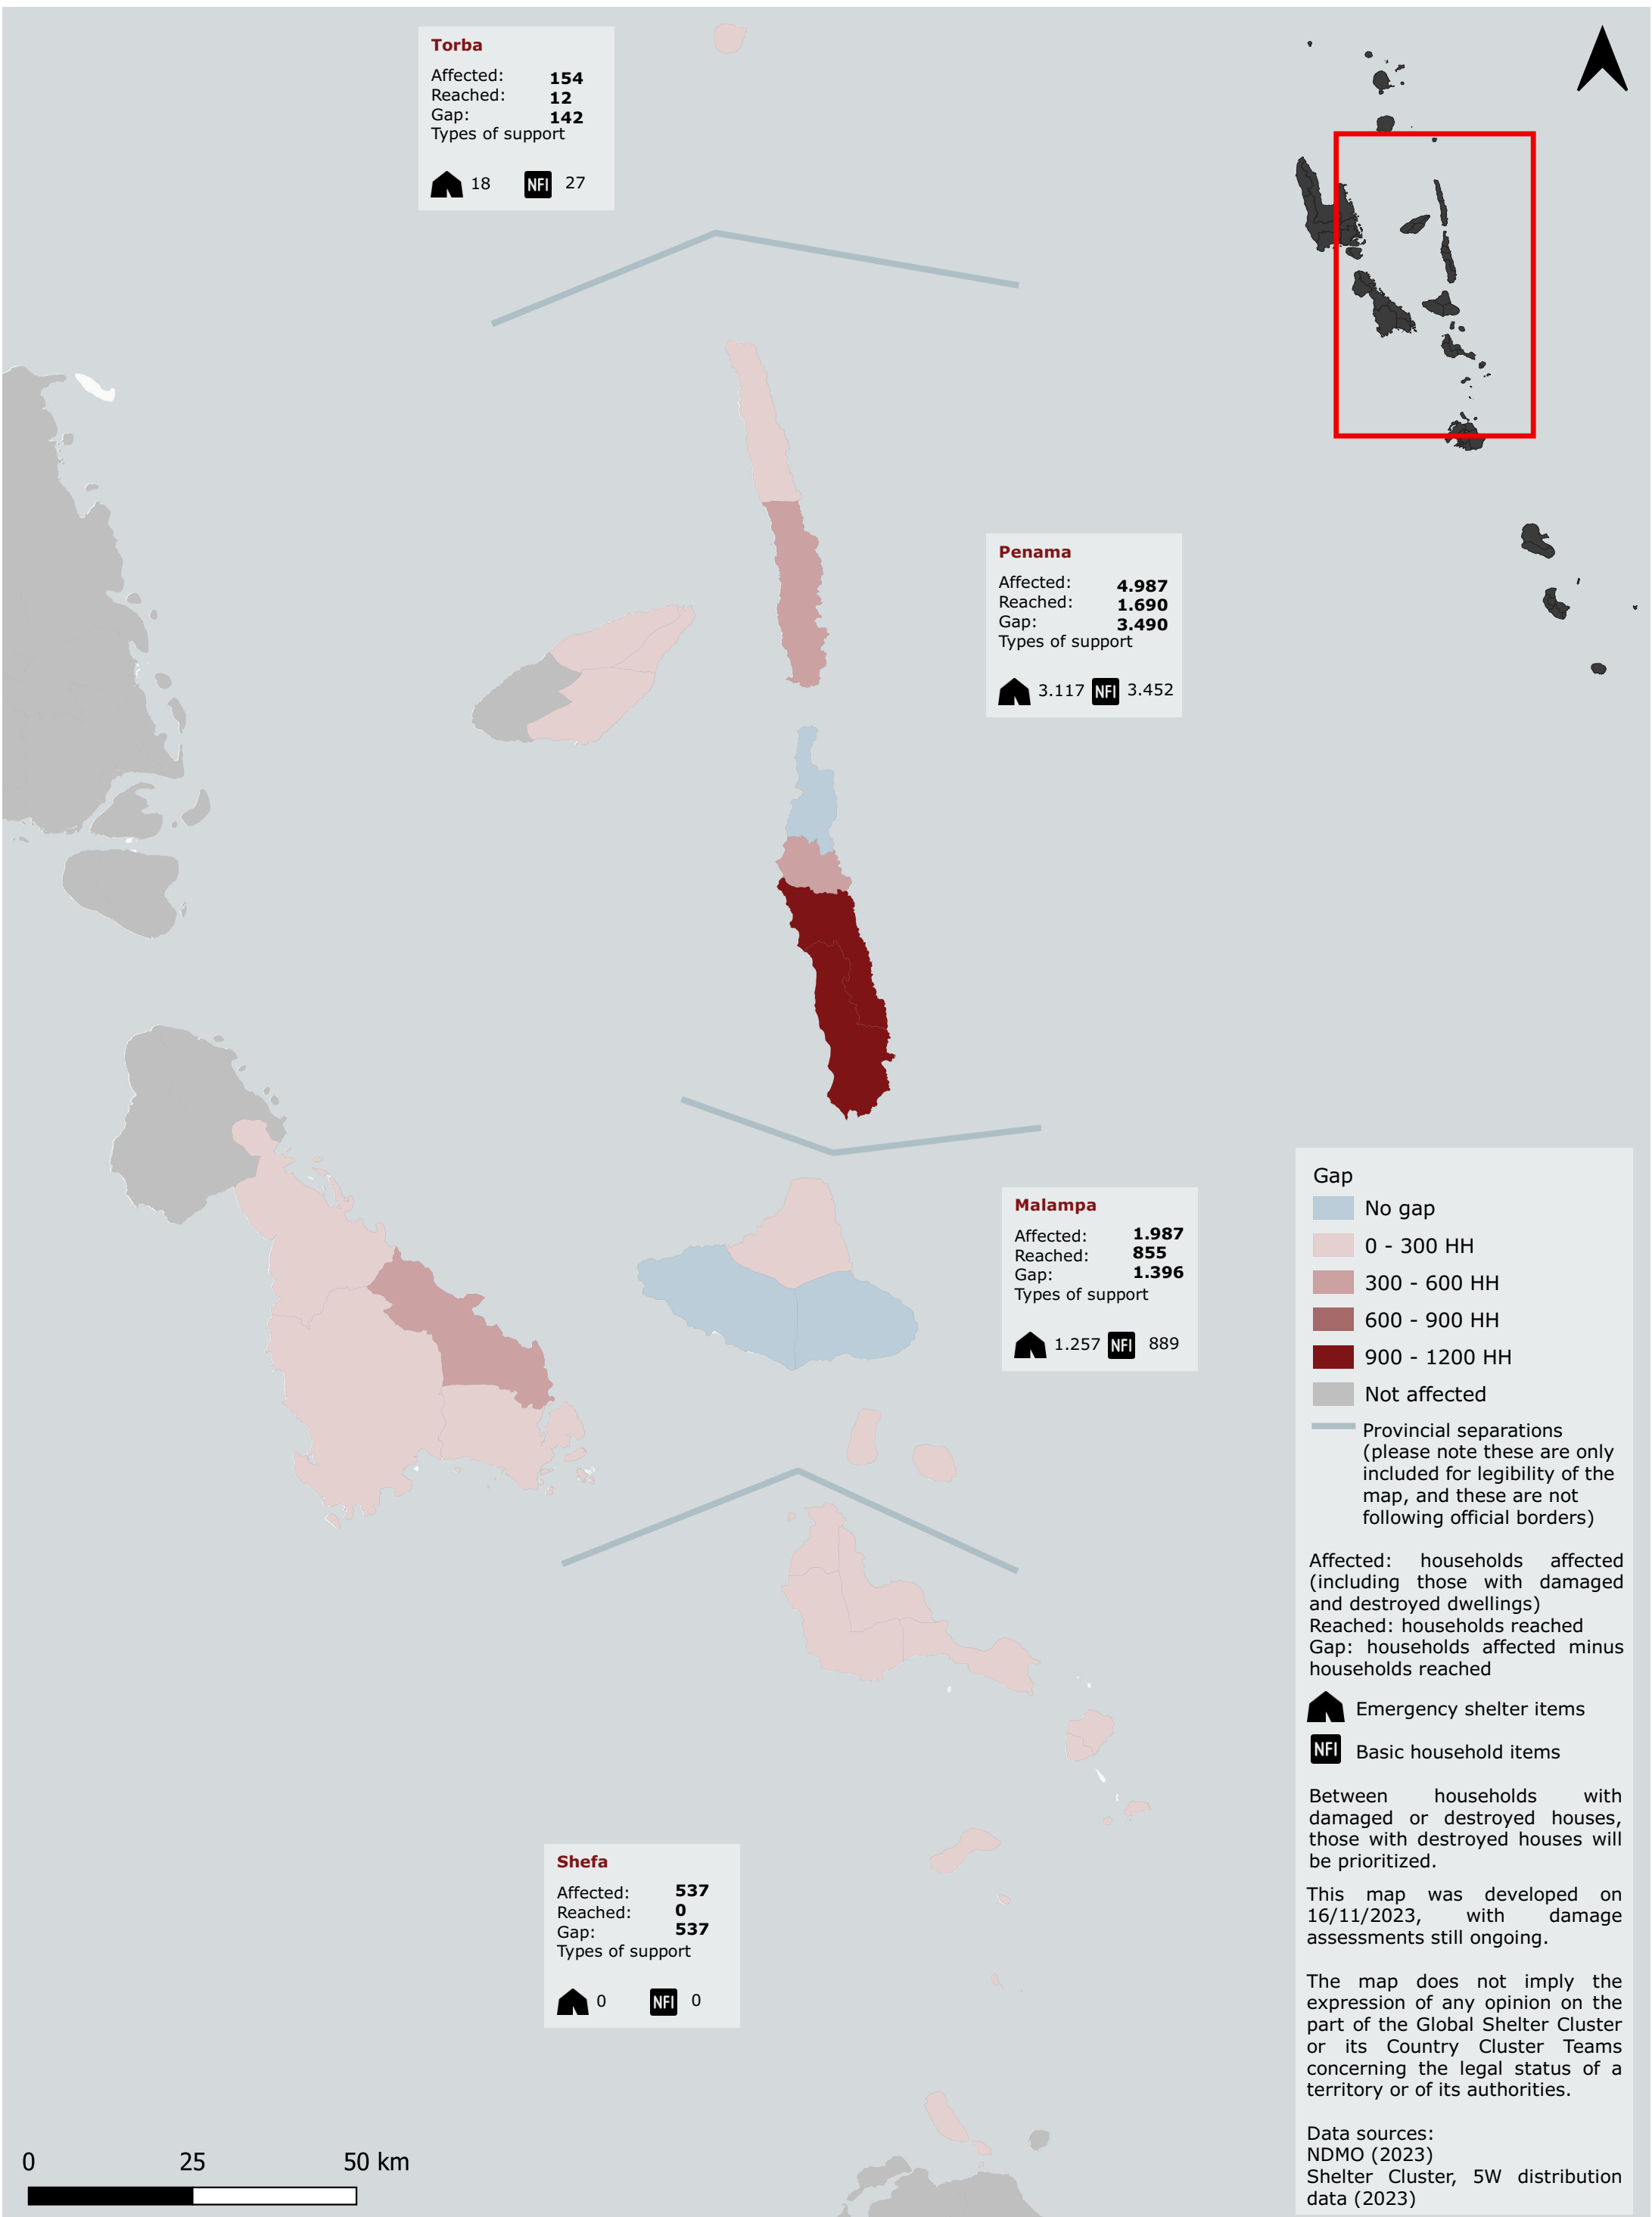 Torba
Affected: 154
Reached: 12
Gap: 142
Types of support
18 NFI 27
Penama
Affected: 4.987
Reached: 1.690
Gap: 3.490
Types of support
3.117 NFI 3.452
Malampa
Affected: 1.987
Reached: 855
Gap: 1.396
Types of support
1.257 NFI 889
Shefa
Affected: 537
Reached: 0
Gap: 537
Types of support
0 NFI 0
Gap
No gap
0 - 300 HH
300 - 600 HH
600 - 900 HH
900 - 1200 HH
Not affected
Provincial separations
(please note these are only
included for legibility of the
map, and these are not
following official borders)
Affected: households affected
(including those with damaged
and destroyed dwellings)
Reached: households reached
Gap: households affected minus
households reached
Emergency shelter items
NFI Basic household items
Between households with
damaged or destroyed houses,
those with destroyed houses will
be prioritized.
This map was developed on
16/11/2023, with damage
assessments still ongoing.
The map does not imply the
expression of any opinion on the
part of the Global Shelter Cluster
or its Country Cluster Teams
concerning the legal status of a
territory or of its authorities.
Data sources:
NDMO (2023)
Shelter Cluster, 5W distribution
data (2023)
0 25 50 km